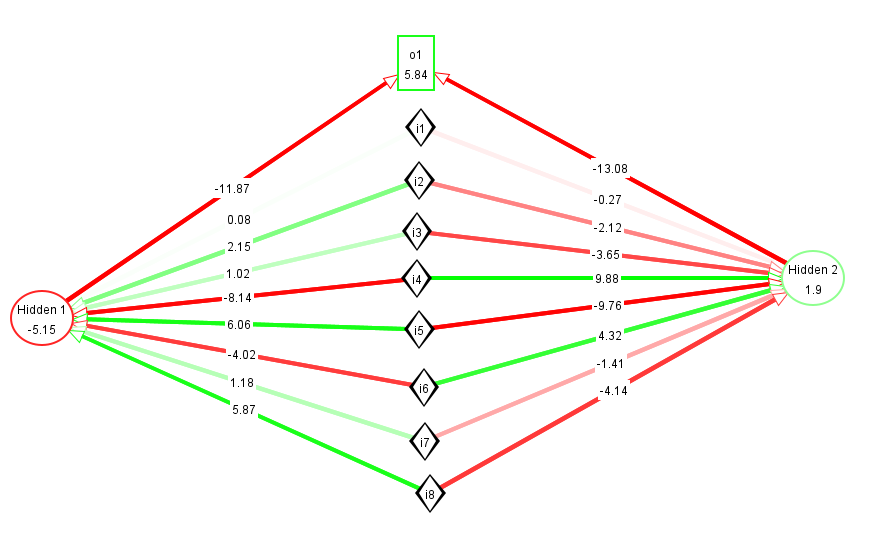 o1
5.84
i1
-11.87
-13.08
i2
0.08
-0.27
2.15
-2.12
i3
1.02
-3.65
Hidden 2
1.9
i4
9.88
-8.14
Hidden 1
-5.15
6.06
-9.76
i5
4.32
-4.02
-1.41
i6
1.18
-4.14
5.87
i7
i8